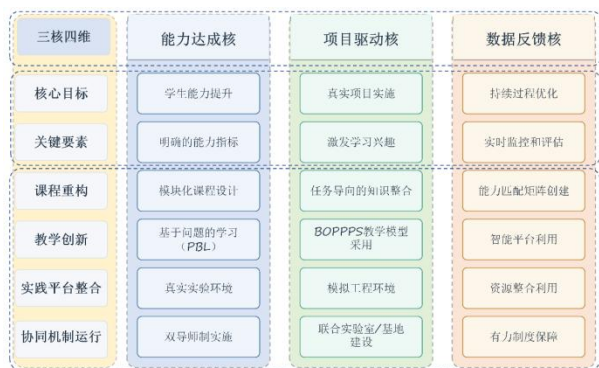 三核四维 能力达成核 项目驱动核 数据反馈核
核心目标 学生能力提升 真实项目实施 持续过程优化
关键要素 明确的能力指标 激发学习兴趣 实时监控和评估
课程重构 模块化课程设计 任务导向的知识整合 能力匹配矩阵创建
教学创新 基于问题的学习 BOPPPS教学模型 智能平台利用
（PBL） 采用
实践平台整合 真实实验环境 模拟工程环境 资源整合利用
协同机制运行 双导师制实施 联合实验室/基地 有力制度保障
建设